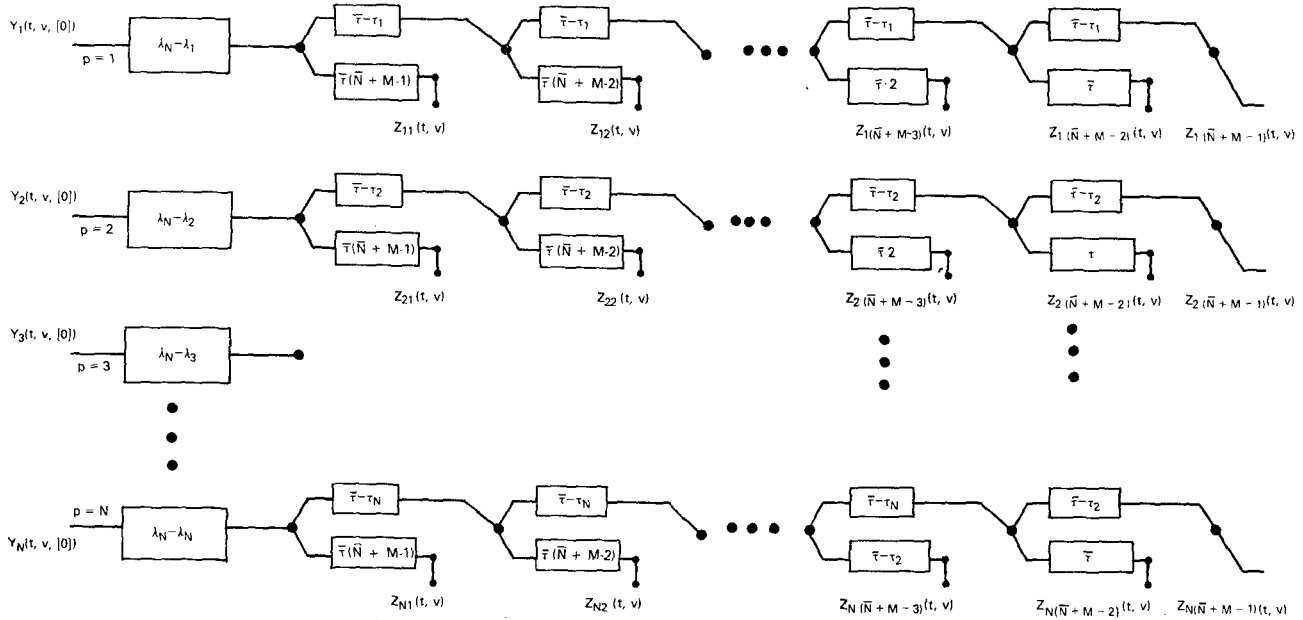 Y₁(t, v, [0])
p = 1
λ_N−λ₁
τ̄−τ₁
τ̄−τ₁
τ̄−τ₁
τ̄−τ₁
τ̄(N̄ + M-1)
τ̄(N̄ + M-2)
τ̄·2
τ̄
Z₁₁(t, v)
Z₁₂(t, v)
Z₁(N̄+M-3)(t, v)
Z₁(N̄+M−2)(t, v)
Z₁(N̄+M−1)(t, v)
Y₂(t, v, [0])
p = 2
λ_N−λ₂
τ̄−τ₂
τ̄−τ₂
τ̄−τ₂
τ̄−τ₂
τ̄(N̄ + M-1)
τ̄(N̄ + M-2)
τ̄ 2
τ
Z₂₁(t, v)
Z₂₂(t, v)
Z₂(N̄+M−3)(t, v)
Z₂(N̄+M−2)(t, v)
Z₂(N̄+M−1)(t, v)
Y₃(t, v, [0])
p = 3
λ_N−λ₃
p = N
Y_N(t, v, [0])
λ_N−λ_N
τ̄−τ_N
τ̄−τ_N
τ̄−τ_N
τ̄−τ₂
τ̄(N̄ + M-1)
τ̄(N̄ + M-2)
τ̄−τ₂
τ̄
Z_N1(t, v)
Z_N2(t, v)
Z_N(N̄+M−3)(t, v)
Z_N(N̄+M−2)(t, v)
Z_N(N̄+M−1)(t, v)